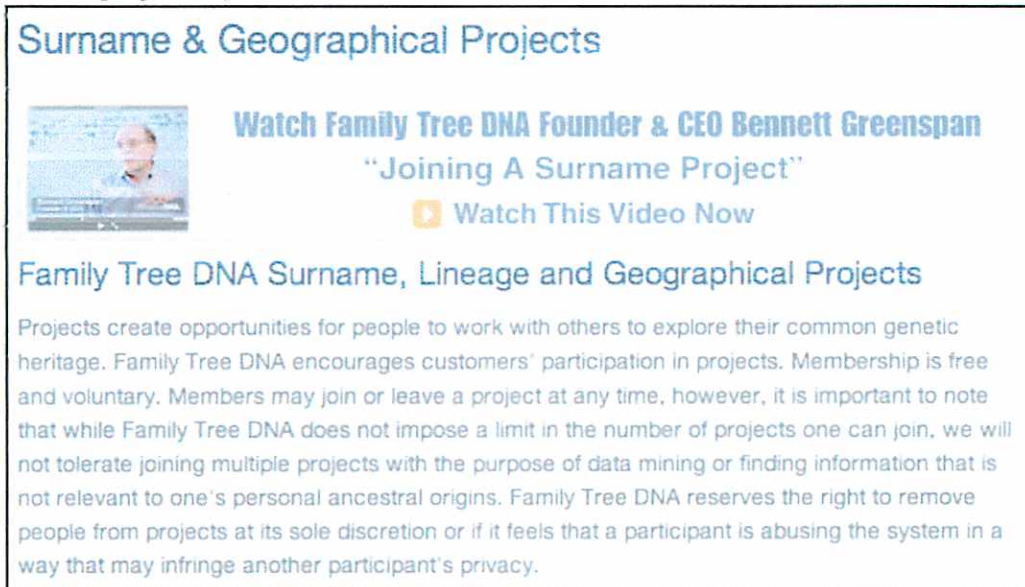 Surname & Geographical Projects
Watch Family Tree DNA Founder & CEO Bennett Greenspan
"Joining A Surname Project"
Watch This Video Now
Family Tree DNA Surname, Lineage and Geographical Projects
Projects create opportunities for people to work with others to explore their common genetic
heritage. Family Tree DNA encourages customers' participation in projects. Membership is free
and voluntary. Members may join or leave a project at any time, however, it is important to note
that while Family Tree DNA does not impose a limit in the number of projects one can join, we will
not tolerate joining multiple projects with the purpose of data mining or finding information that is
not relevant to one's personal ancestral origins. Family Tree DNA reserves the right to remove
people from projects at its sole discretion or if it feels that a participant is abusing the system in a
way that may infringe another participant's privacy.